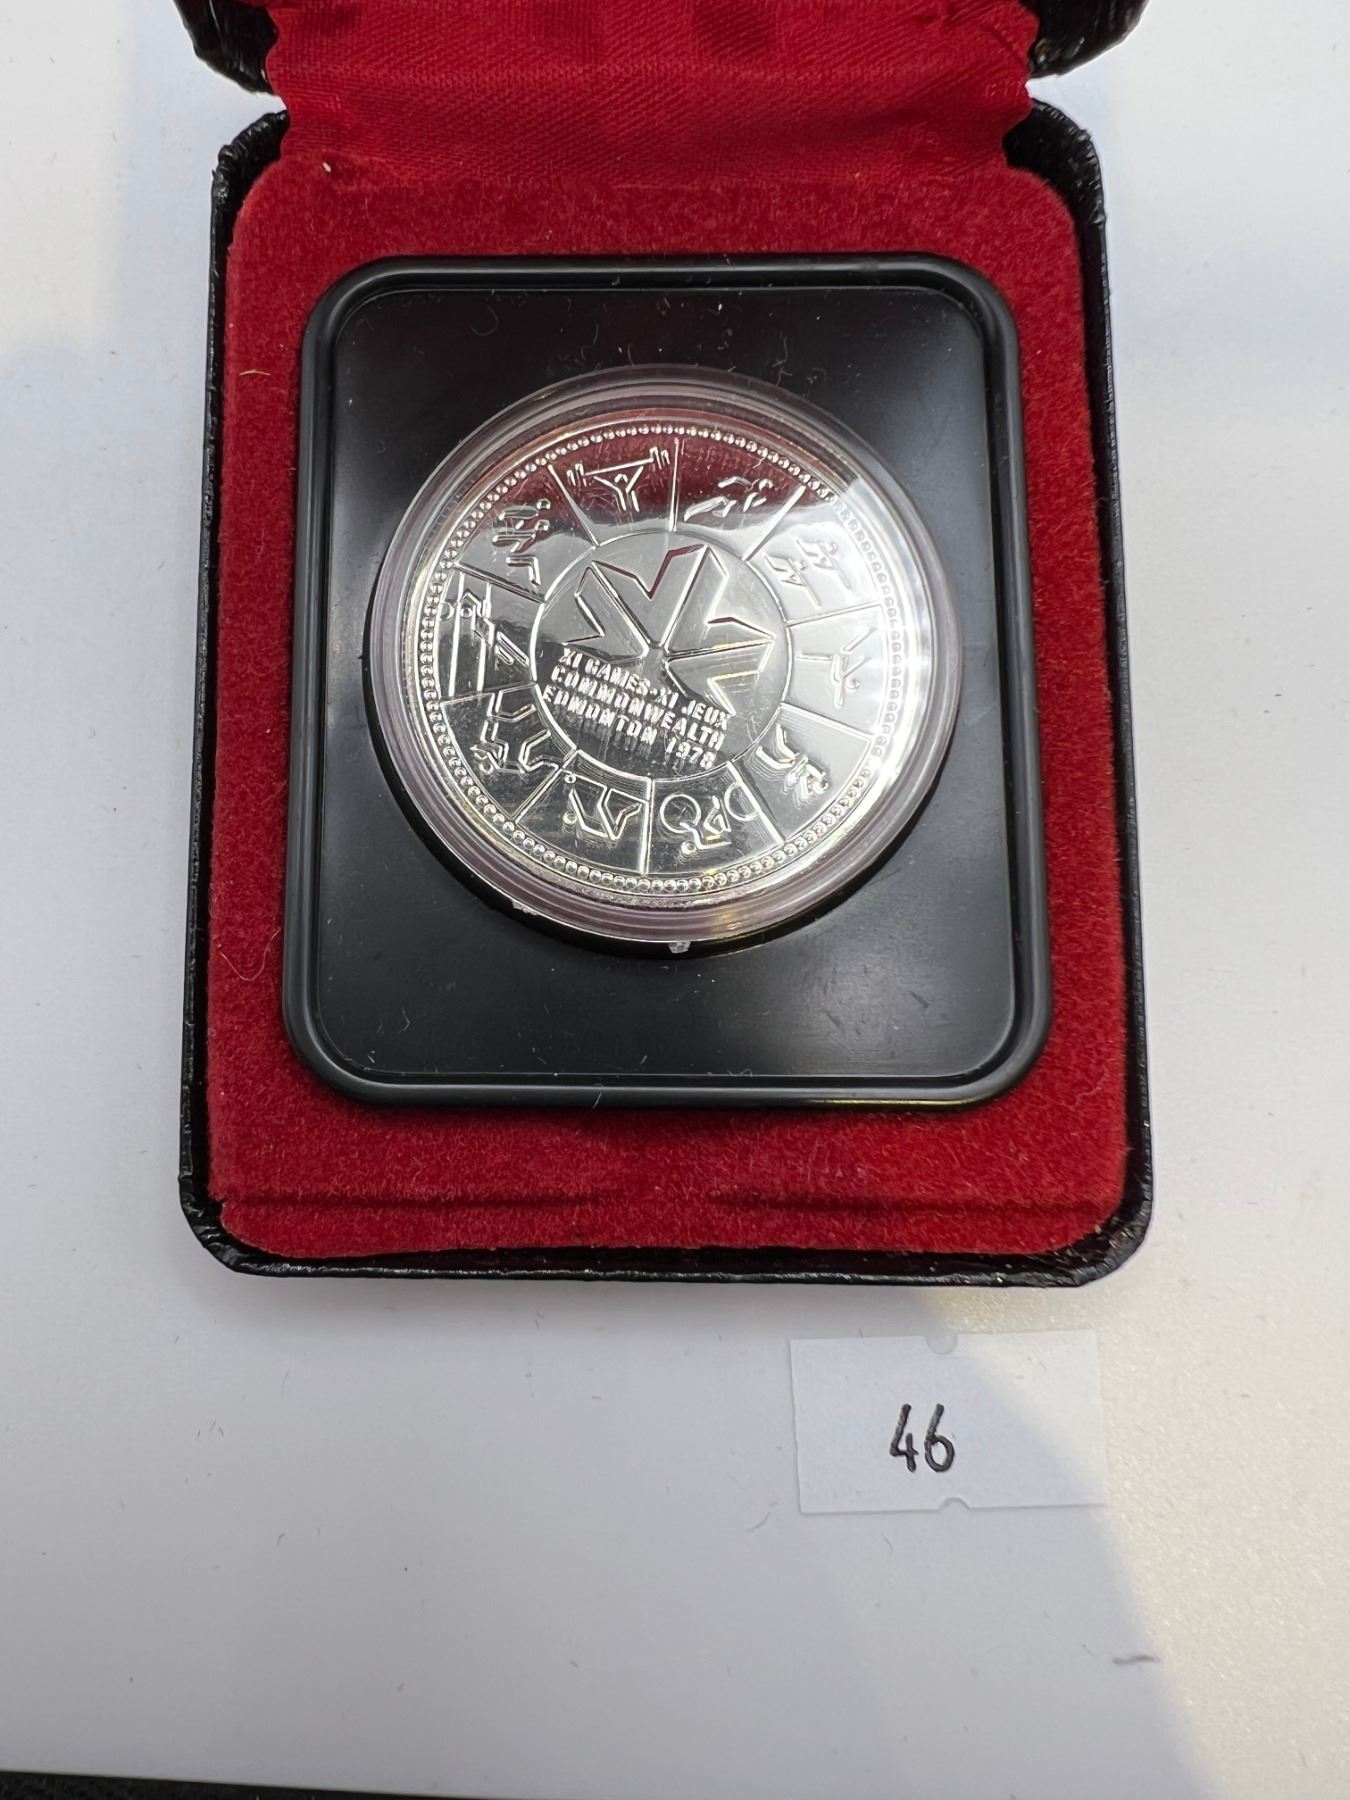 XI GAMES-XI JEUX
COMMONWEALTH
EDMONTON 1978
46